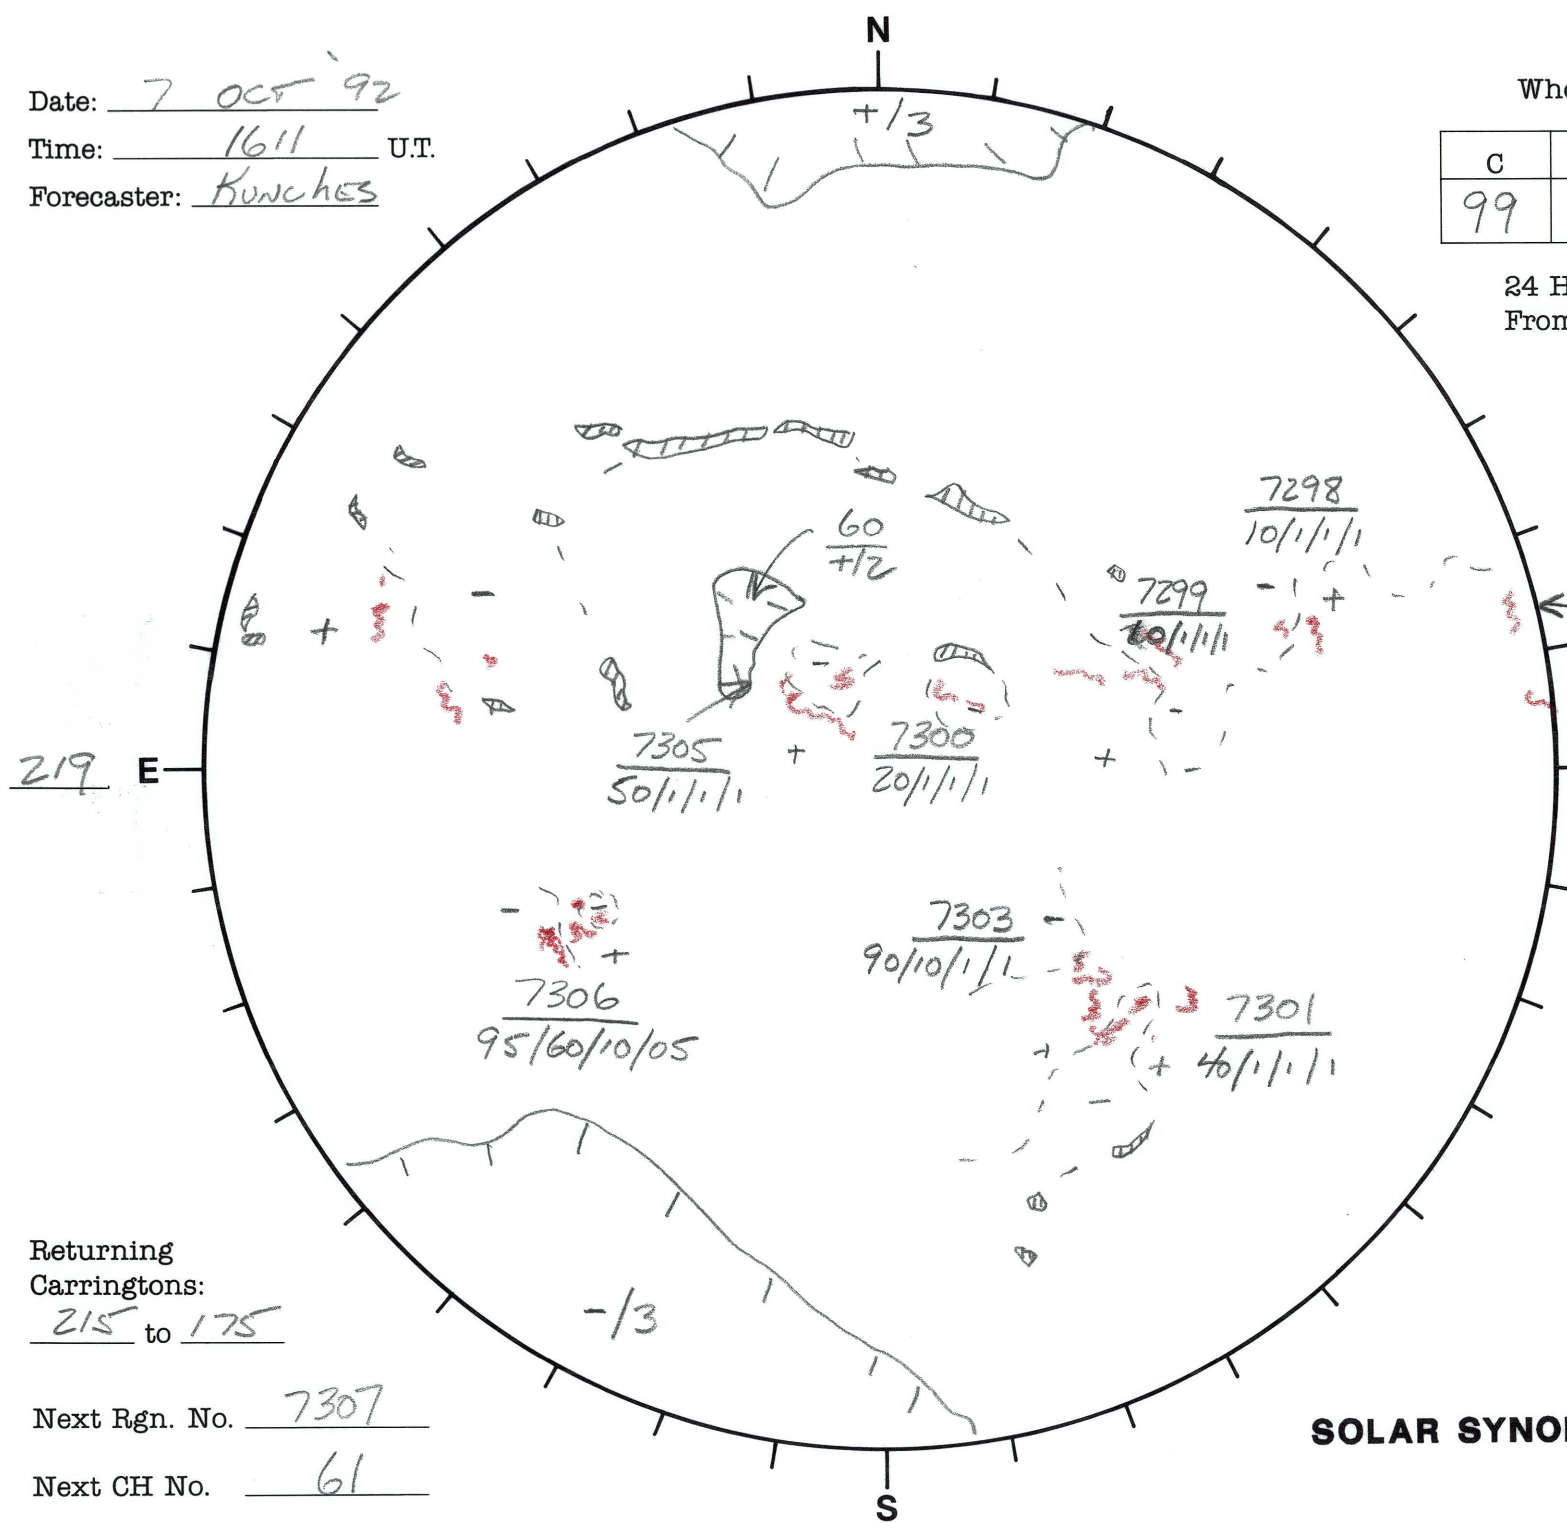 N
Date: 7 OCT '92
Time: 1611 U.T.
Forecaster: KUNCHES
+/3
Who
C
99
24 H
From
60
+/2
7298
10/1/1/1
- +
7299
10/1/1/1
+ -
-
-
-
7305
50/1/1/1
+
7300
20/1/1/1
+
219 E
-
+
7306
95/60/10/05
7303
90/10/1/1
-
7301
40/1/1/1
+
+
-
Returning
Carringtons:
215 to 175
-/3
Next Rgn. No. 7307
Next CH No. 61
SOLAR SYNO
S